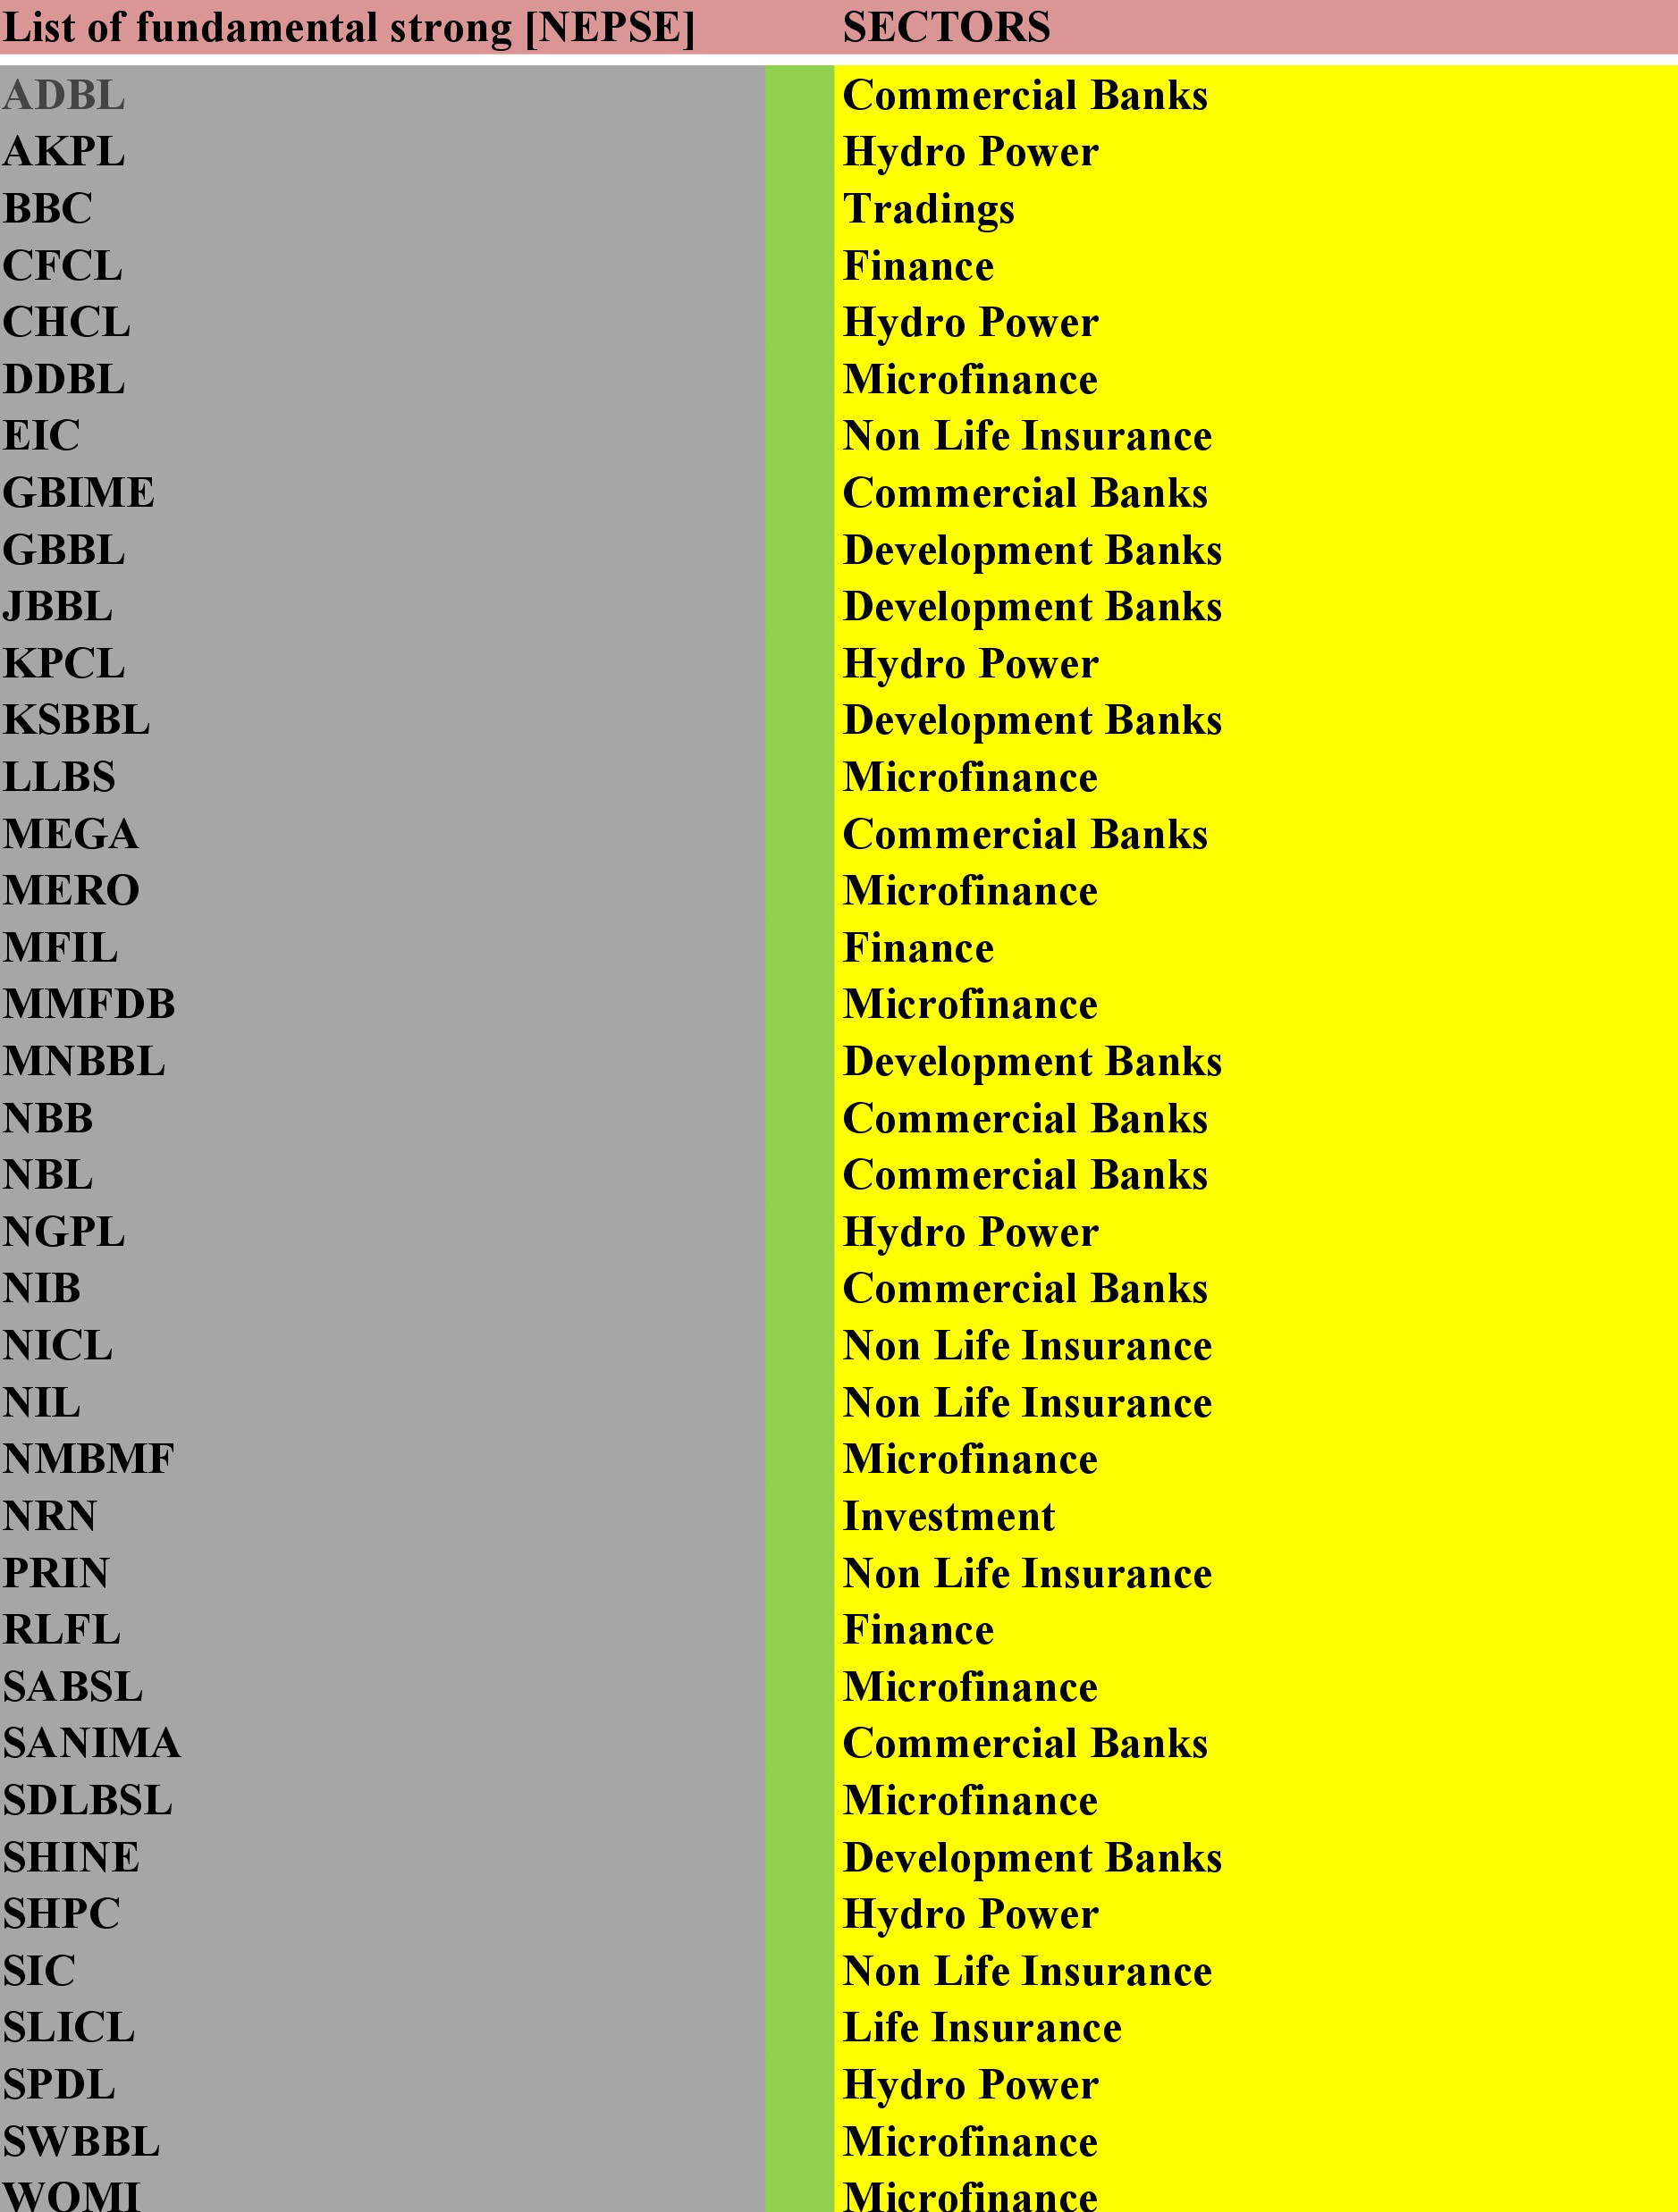 List of fundamental strong [NEPSE] SECTORS
ADBL Commercial Banks
AKPL Hydro Power
BBC Tradings
CFCL Finance
CHCL Hydro Power
DDBL Microfinance
EIC Non Life Insurance
GBIME Commercial Banks
GBBL Development Banks
JBBL Development Banks
KPCL Hydro Power
KSBBL Development Banks
LLBS Microfinance
MEGA Commercial Banks
MERO Microfinance
MFIL Finance
MMFDB Microfinance
MNBBL Development Banks
NBB Commercial Banks
NBL Commercial Banks
NGPL Hydro Power
NIB Commercial Banks
NICL Non Life Insurance
NIL Non Life Insurance
NMBMF Microfinance
NRN Investment
PRIN Non Life Insurance
RLFL Finance
SABSL Microfinance
SANIMA Commercial Banks
SDLBSL Microfinance
SHINE Development Banks
SHPC Hydro Power
SIC Non Life Insurance
SLICL Life Insurance
SPDL Hydro Power
SWBBL Microfinance
WOMI Microfinance